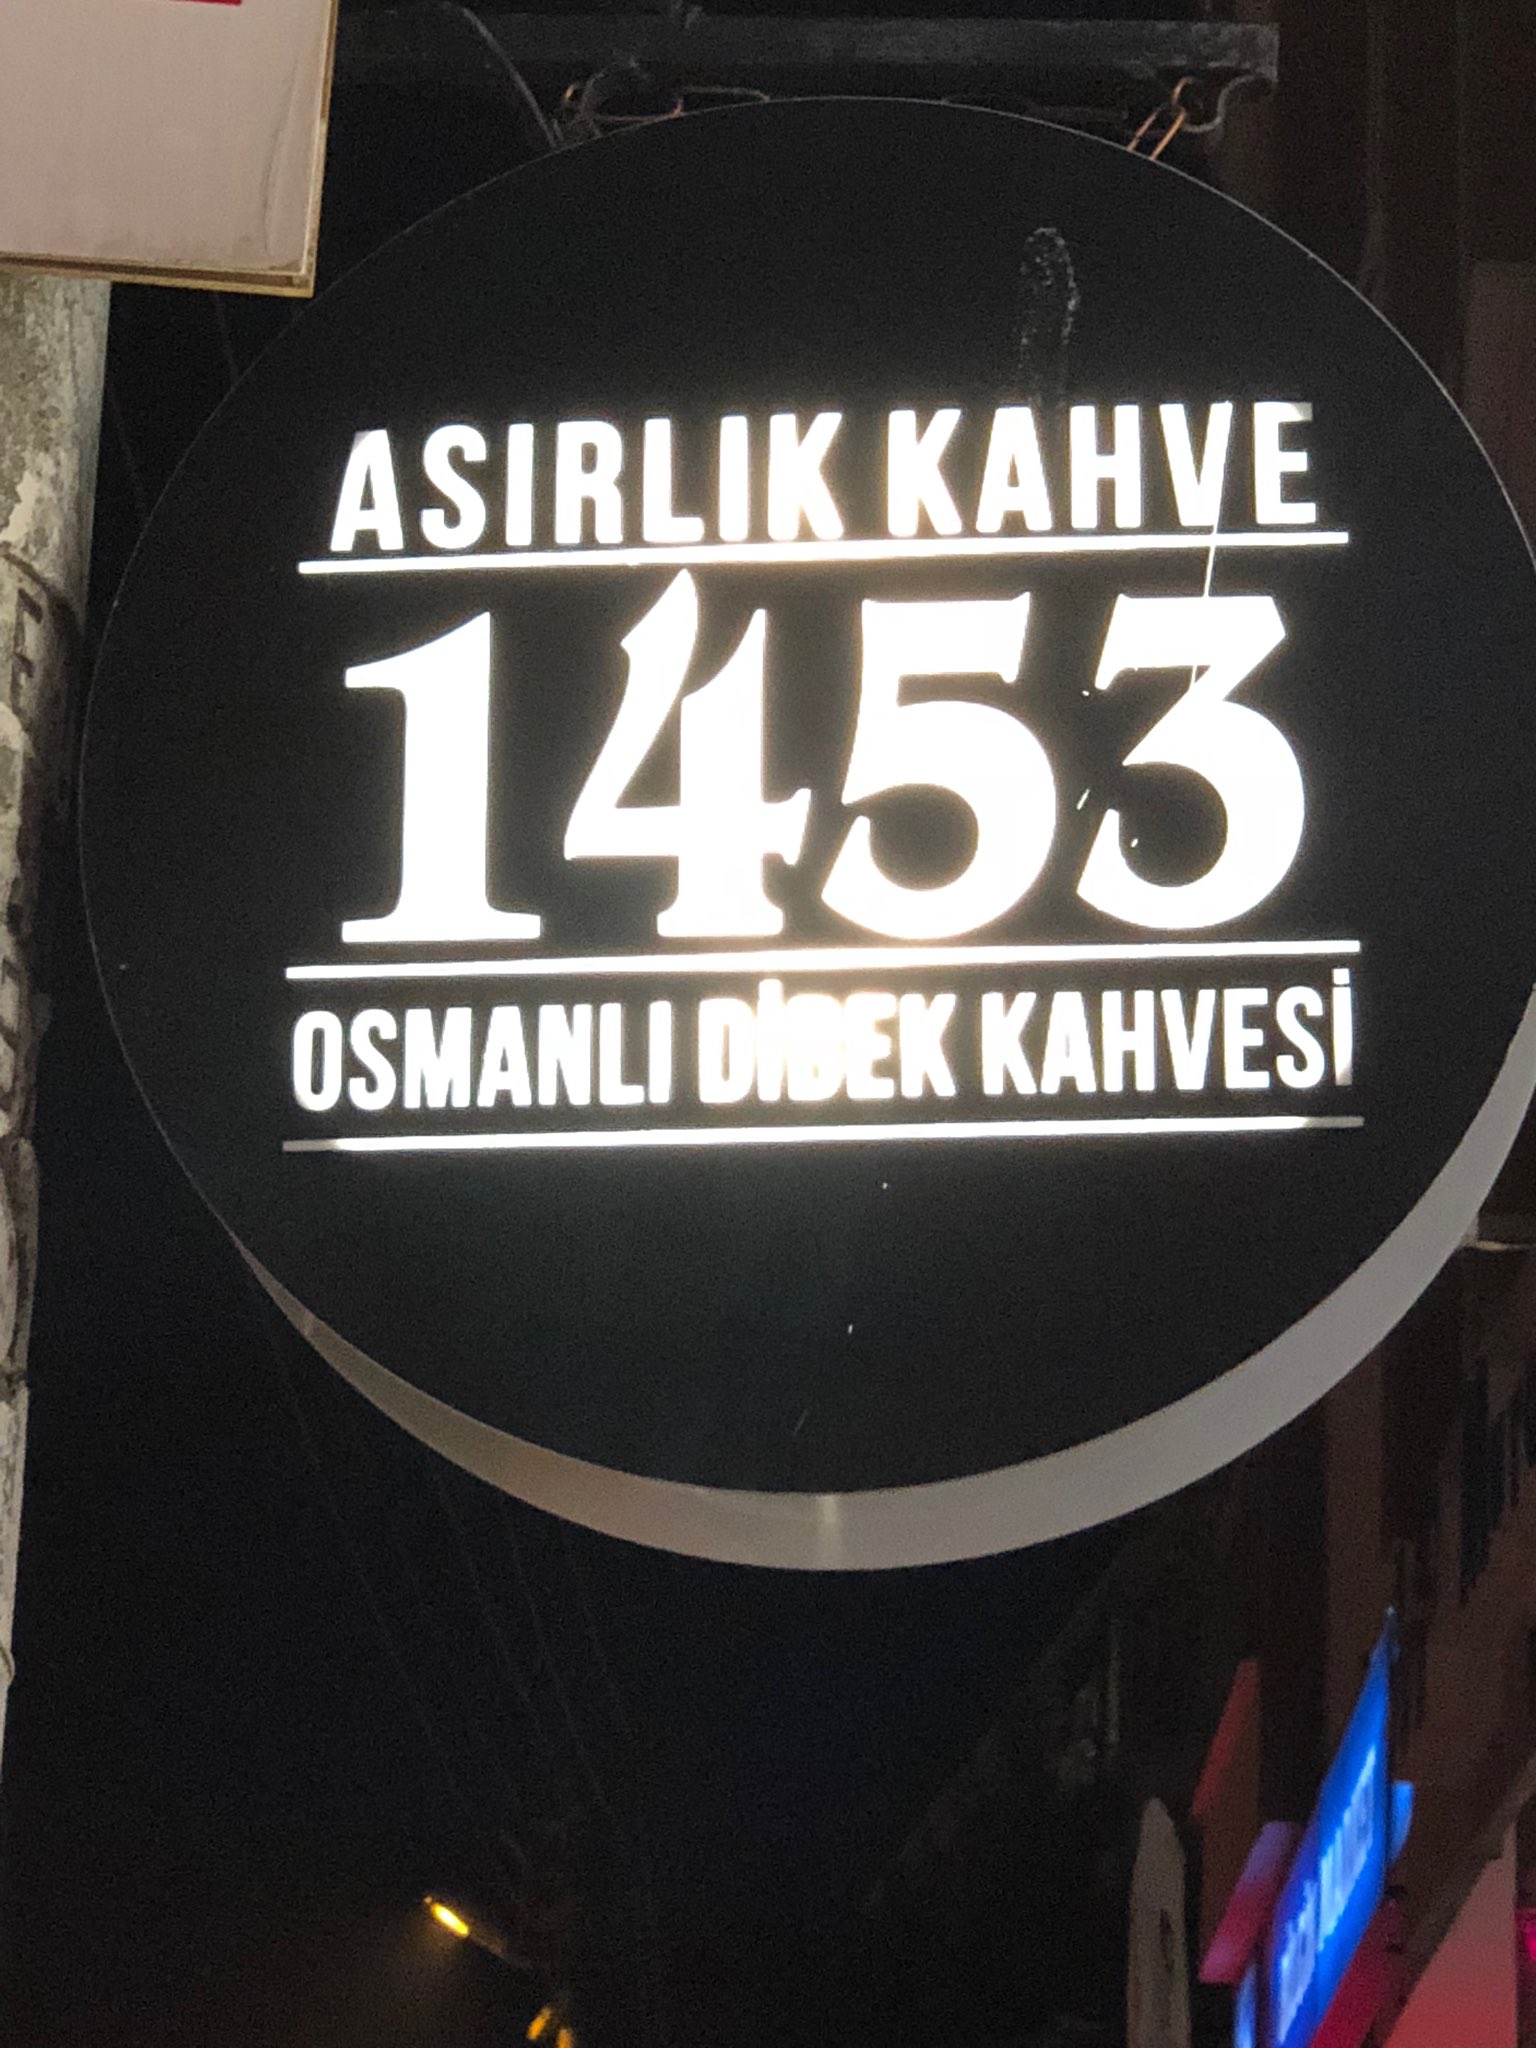 ASIRLIK KAHVE
1453
OSMANLI DİBEK KAHVESİ